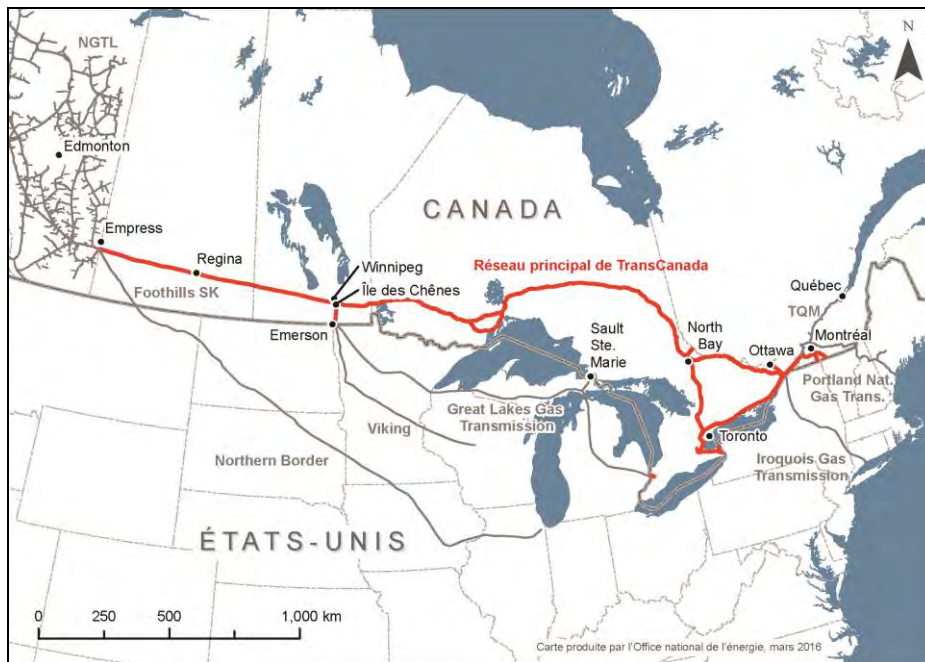 NGTL
N
Edmonton
CANADA
Empress
Regina
Réseau principal de TransCanada
Winnipeg
Foothills SK
Île des Chênes
Québec
TQM
Emerson
Sault
Ste.
Marie
North
Bay
Ottawa
Montréal
Portland Nat.
Gas Trans.
Great Lakes Gas
Transmission
Viking
Toronto
Northern Border
Iroquois Gas
Transmission
ÉTATS-UNIS
0 250 500 1,000 km
Carte produite par l'Office national de l'énergie, mars 2016